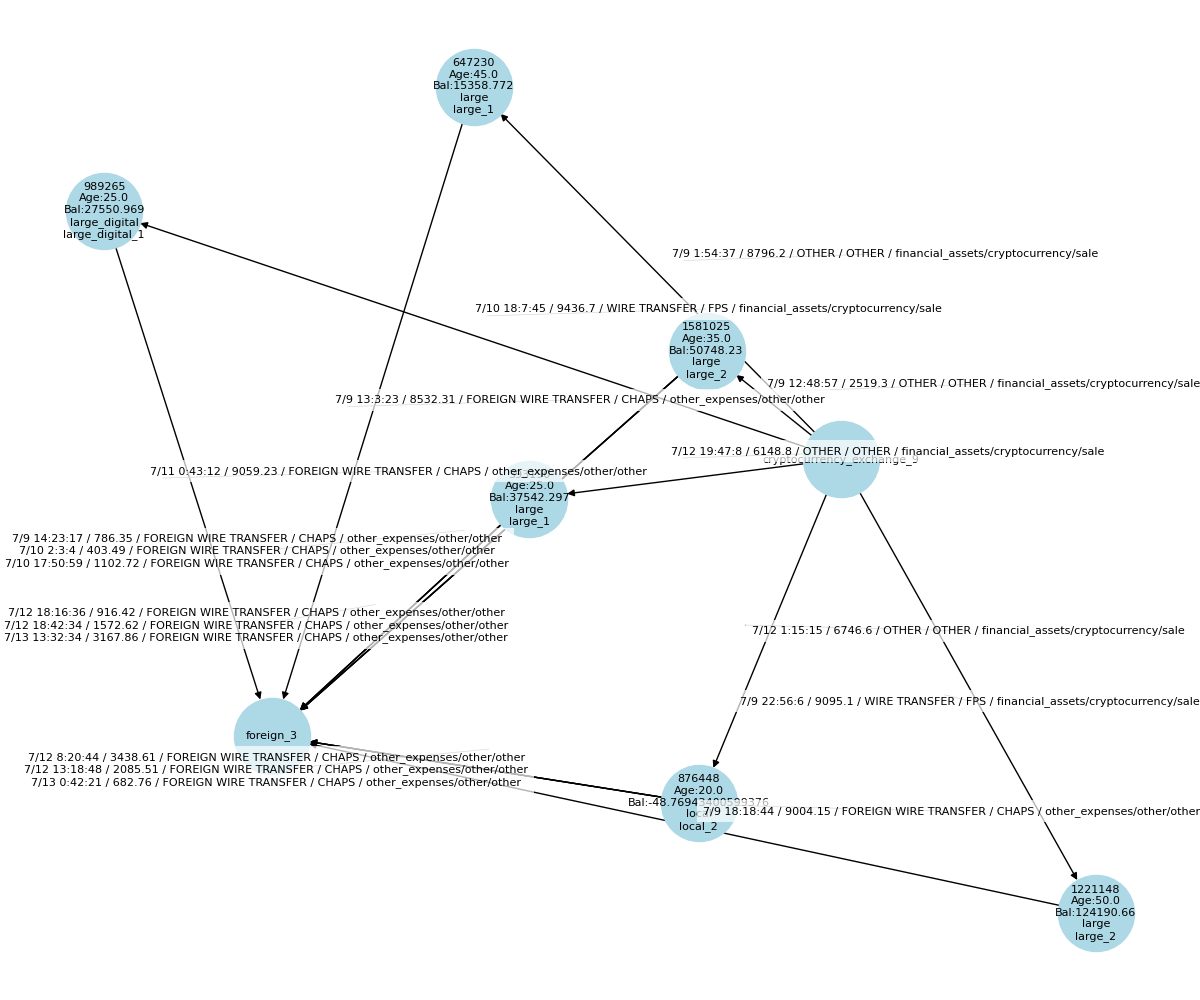 647230
Age:45.0
Bal:15358.772
large
large_1
989265
Age:25.0
Bal:27550.969
large_digital
large_digital_1
7/9 1:54:37 / 8796.2 / OTHER / OTHER / financial_assets/cryptocurrency/sale
7/10 18:7:45 / 9436.7 / WIRE TRANSFER / FPS / financial_assets/cryptocurrency/sale
1581025
Age:35.0
Bal:50748.23
large
large_2
7/9 12:48:57 / 2519.3 / OTHER / OTHER / financial_assets/cryptocurrency/sale
7/9 13:3:23 / 8532.31 / FOREIGN WIRE TRANSFER / CHAPS / other_expenses/other/other
7/12 19:47:8 / 6148.8 / OTHER / OTHER / financial_assets/cryptocurrency/sale
cryptocurrency_exchange_9
7/11 0:43:12 / 9059.23 / FOREIGN WIRE TRANSFER / CHAPS / other_expenses/other/other
Age:25.0
Bal:37542.297
large
large_1
7/9 14:23:17 / 786.35 / FOREIGN WIRE TRANSFER / CHAPS / other_expenses/other/other
7/10 2:3:4 / 403.49 / FOREIGN WIRE TRANSFER / CHAPS / other_expenses/other/other
7/10 17:50:59 / 1102.72 / FOREIGN WIRE TRANSFER / CHAPS / other_expenses/other/other
7/12 18:16:36 / 916.42 / FOREIGN WIRE TRANSFER / CHAPS / other_expenses/other/other
7/12 18:42:34 / 1572.62 / FOREIGN WIRE TRANSFER / CHAPS / other_expenses/other/other
7/13 13:32:34 / 3167.86 / FOREIGN WIRE TRANSFER / CHAPS / other_expenses/other/other
7/12 1:15:15 / 6746.6 / OTHER / OTHER / financial_assets/cryptocurrency/sale
7/9 22:56:6 / 9095.1 / WIRE TRANSFER / FPS / financial_assets/cryptocurrency/sale
foreign_3
7/12 8:20:44 / 3438.61 / FOREIGN WIRE TRANSFER / CHAPS / other_expenses/other/other
7/12 13:18:48 / 2085.51 / FOREIGN WIRE TRANSFER / CHAPS / other_expenses/other/other
7/13 0:42:21 / 682.76 / FOREIGN WIRE TRANSFER / CHAPS / other_expenses/other/other
876448
Age:20.0
Bal:-48.76943400599376
local
local_2
7/9 18:18:44 / 9004.15 / FOREIGN WIRE TRANSFER / CHAPS / other_expenses/other/other
1221148
Age:50.0
Bal:124190.66
large
large_2